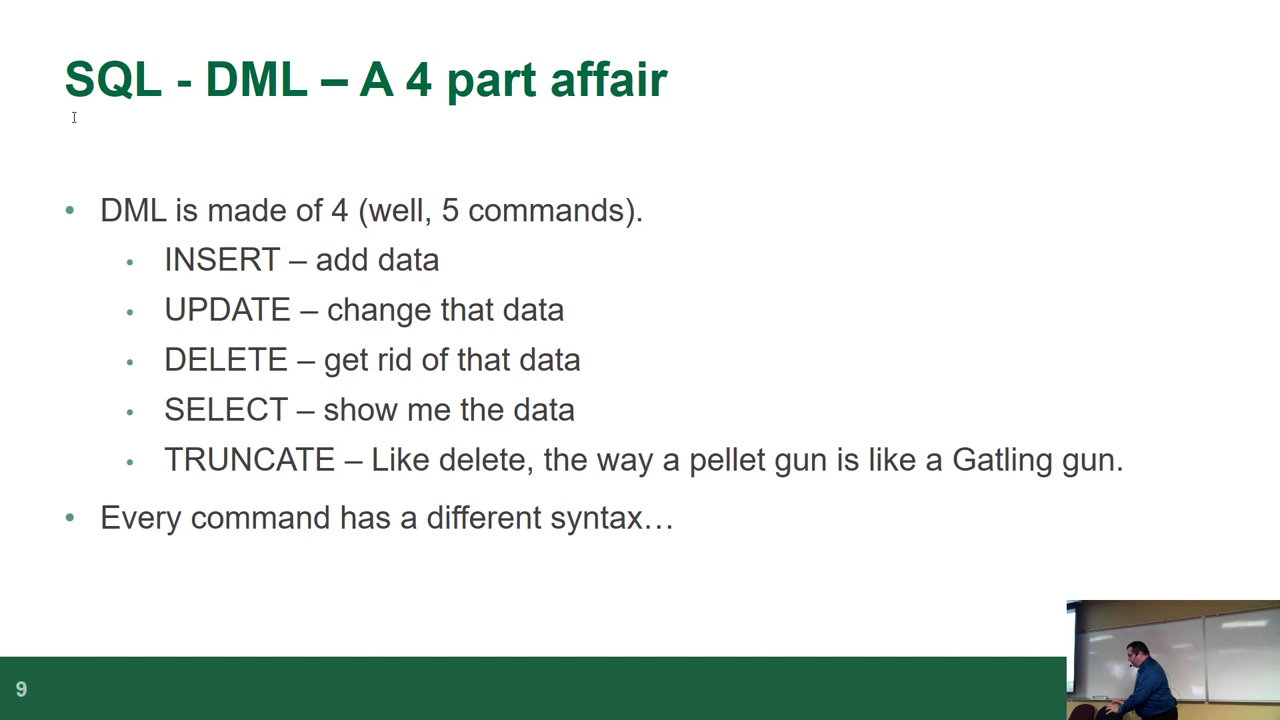 SQL - DML – A 4 part affair
• DML is made of 4 (well, 5 commands).
• INSERT – add data
• UPDATE – change that data
• DELETE – get rid of that data
• SELECT – show me the data
• TRUNCATE – Like delete, the way a pellet gun is like a Gatling gun.
• Every command has a different syntax…
9